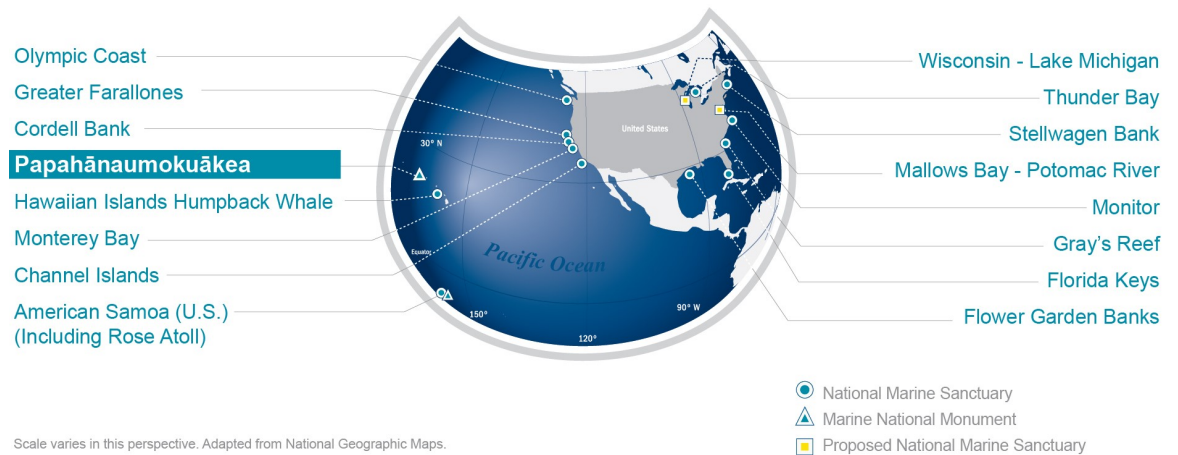 Olympic Coast
Greater Farallones
Cordell Bank
Papahānaumokuākea
Hawaiian Islands Humpback Whale
Monterey Bay
Channel Islands
American Samoa (U.S.)
(Including Rose Atoll)
30° N
United States
Equator
Pacific Ocean
150°
120°
90° W
Wisconsin - Lake Michigan
Thunder Bay
Stellwagen Bank
Mallows Bay - Potomac River
Monitor
Gray's Reef
Florida Keys
Flower Garden Banks
National Marine Sanctuary
Marine National Monument
Proposed National Marine Sanctuary
Scale varies in this perspective. Adapted from National Geographic Maps.